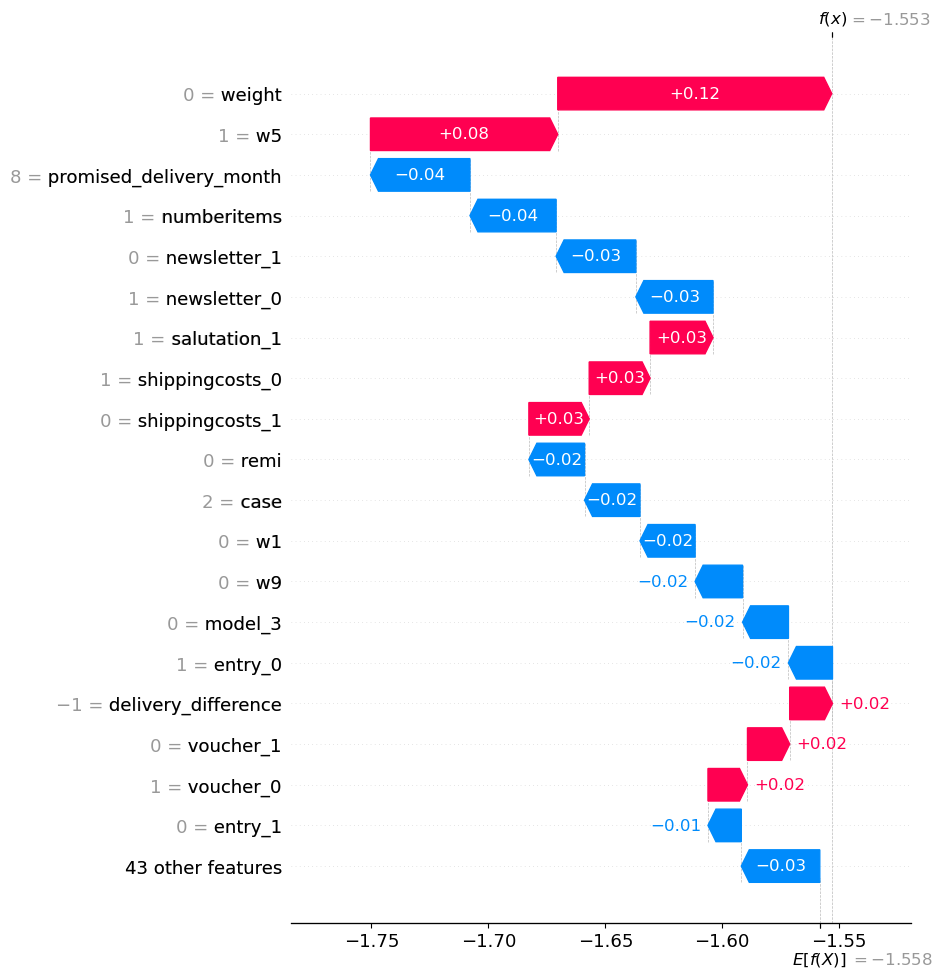 f(x) = −1.553
0 = weight +0.12
1 = w5 +0.08
8 = promised_delivery_month −0.04
1 = numberitems −0.04
0 = newsletter_1 −0.03
1 = newsletter_0 −0.03
1 = salutation_1 +0.03
1 = shippingcosts_0 +0.03
0 = shippingcosts_1 +0.03
0 = remi −0.02
2 = case −0.02
0 = w1 −0.02
0 = w9 −0.02
0 = model_3 −0.02
1 = entry_0 −0.02
−1 = delivery_difference +0.02
0 = voucher_1 +0.02
1 = voucher_0 +0.02
0 = entry_1 −0.01
43 other features −0.03
−1.75 −1.70 −1.65 −1.60 −1.55
E[f(X)] = −1.558